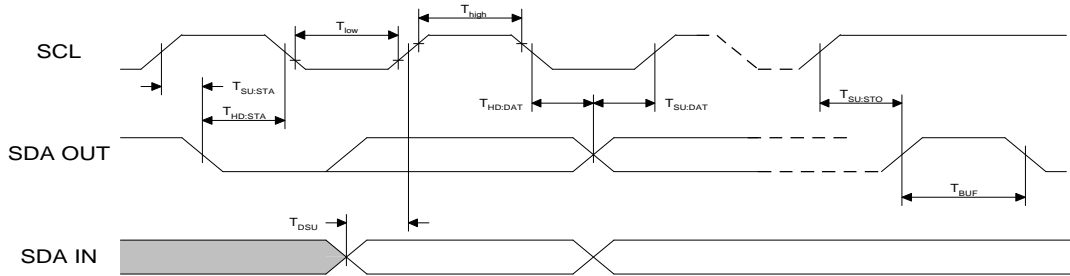 T_high
T_low
SCL
T_SU:STA
T_HD:DAT
T_SU:DAT
T_SU:STO
T_HD:STA
SDA OUT
T_BUF
T_DSU
SDA IN